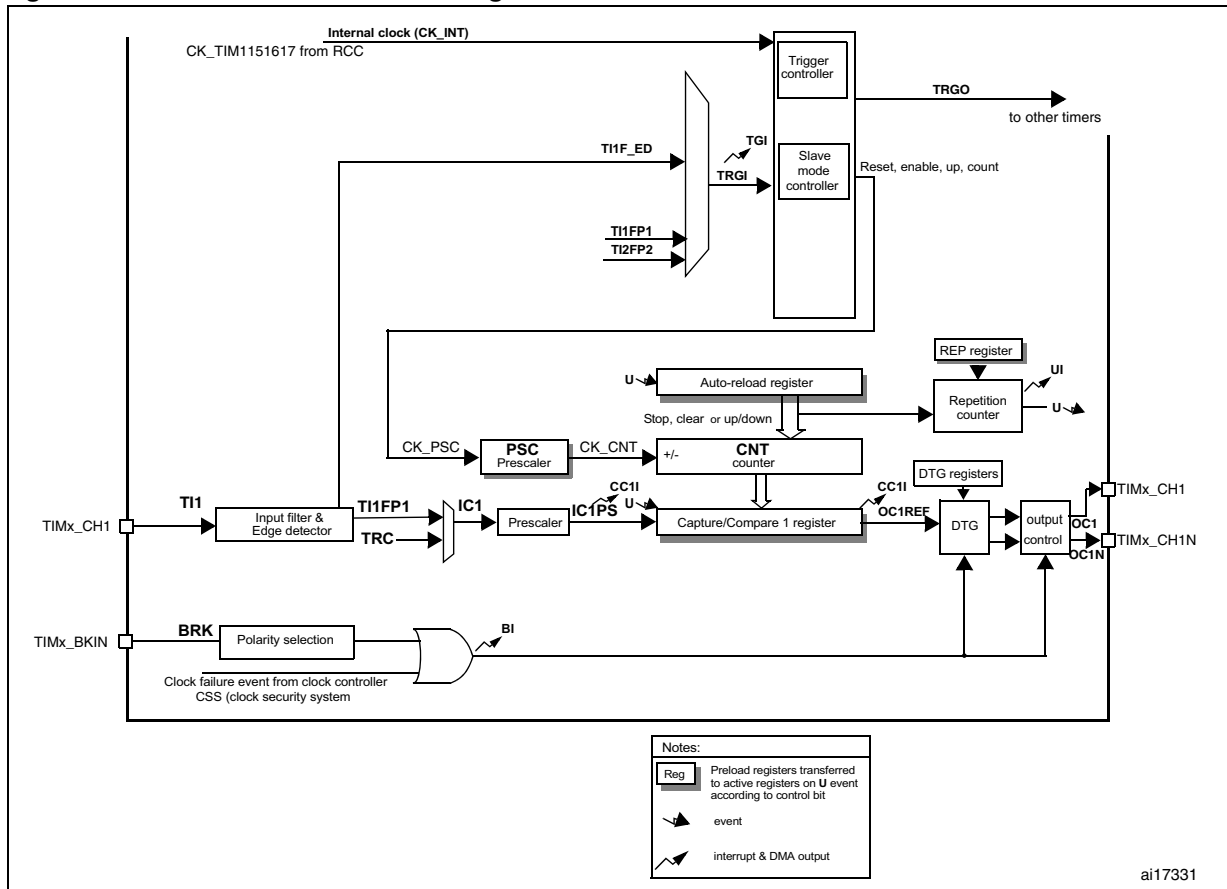 Internal clock (CK_INT)
CK_TIM1151617 from RCC
Trigger
controller
TRGO
to other timers
TI1F_ED
TGI
TRGI
Slave
mode
controller
Reset, enable, up, count
TI1FP1
TI2FP2
REP register
UI
U
Auto-reload register
Repetition
counter
U
Stop, clear or up/down
CK_PSC
PSC
Prescaler
CK_CNT
+/-
CNT
counter
DTG registers
TI1
TI1FP1
IC1
CC1I
U
CC1I
TIMx_CH1
TIMx_CH1
Input filter &
Edge detector
TRC
Prescaler
IC1PS
Capture/Compare 1 register
OC1REF
DTG
output
control
OC1
OC1N
TIMx_CH1N
TIMx_BKIN
BRK
Polarity selection
BI
Clock failure event from clock controller
CSS (clock security system
Notes:
Reg
Preload registers transferred
to active registers on U event
according to control bit
event
interrupt & DMA output
ai17331